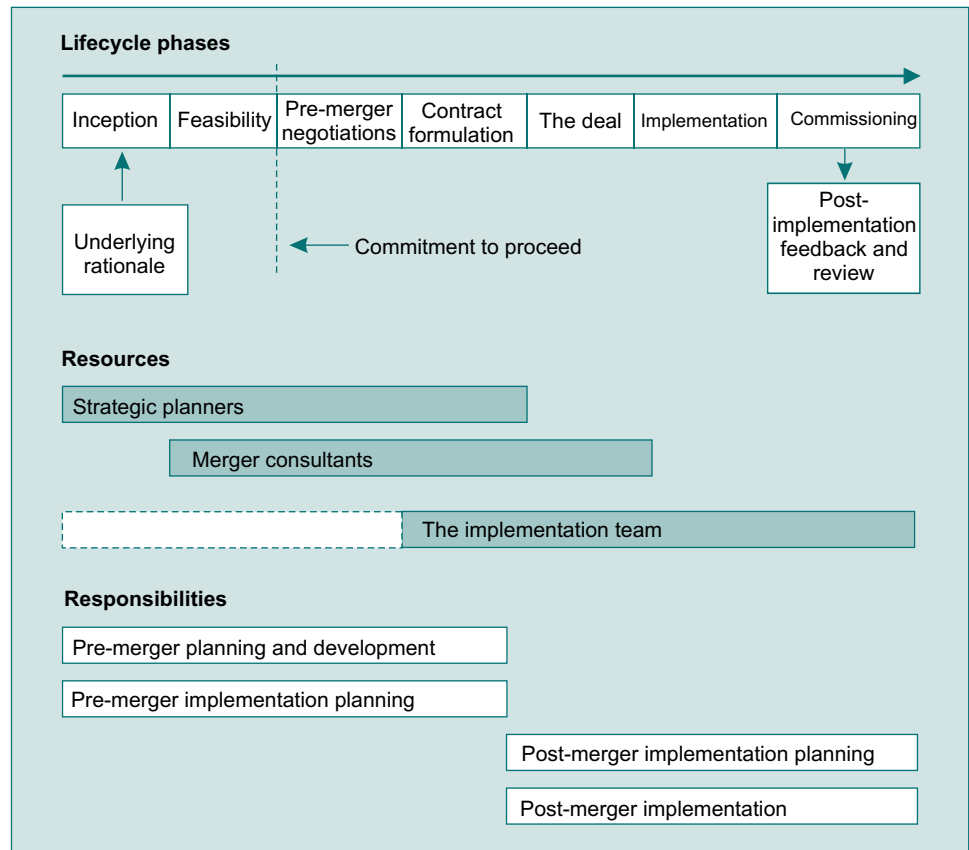 Lifecycle phases
Inception
Feasibility
Pre-merger
negotiations
Contract
formulation
The deal
Implementation
Commissioning
Underlying
rationale
Commitment to proceed
Post-
implementation
feedback and
review
Resources
Strategic planners
Merger consultants
The implementation team
Responsibilities
Pre-merger planning and development
Pre-merger implementation planning
Post-merger implementation planning
Post-merger implementation